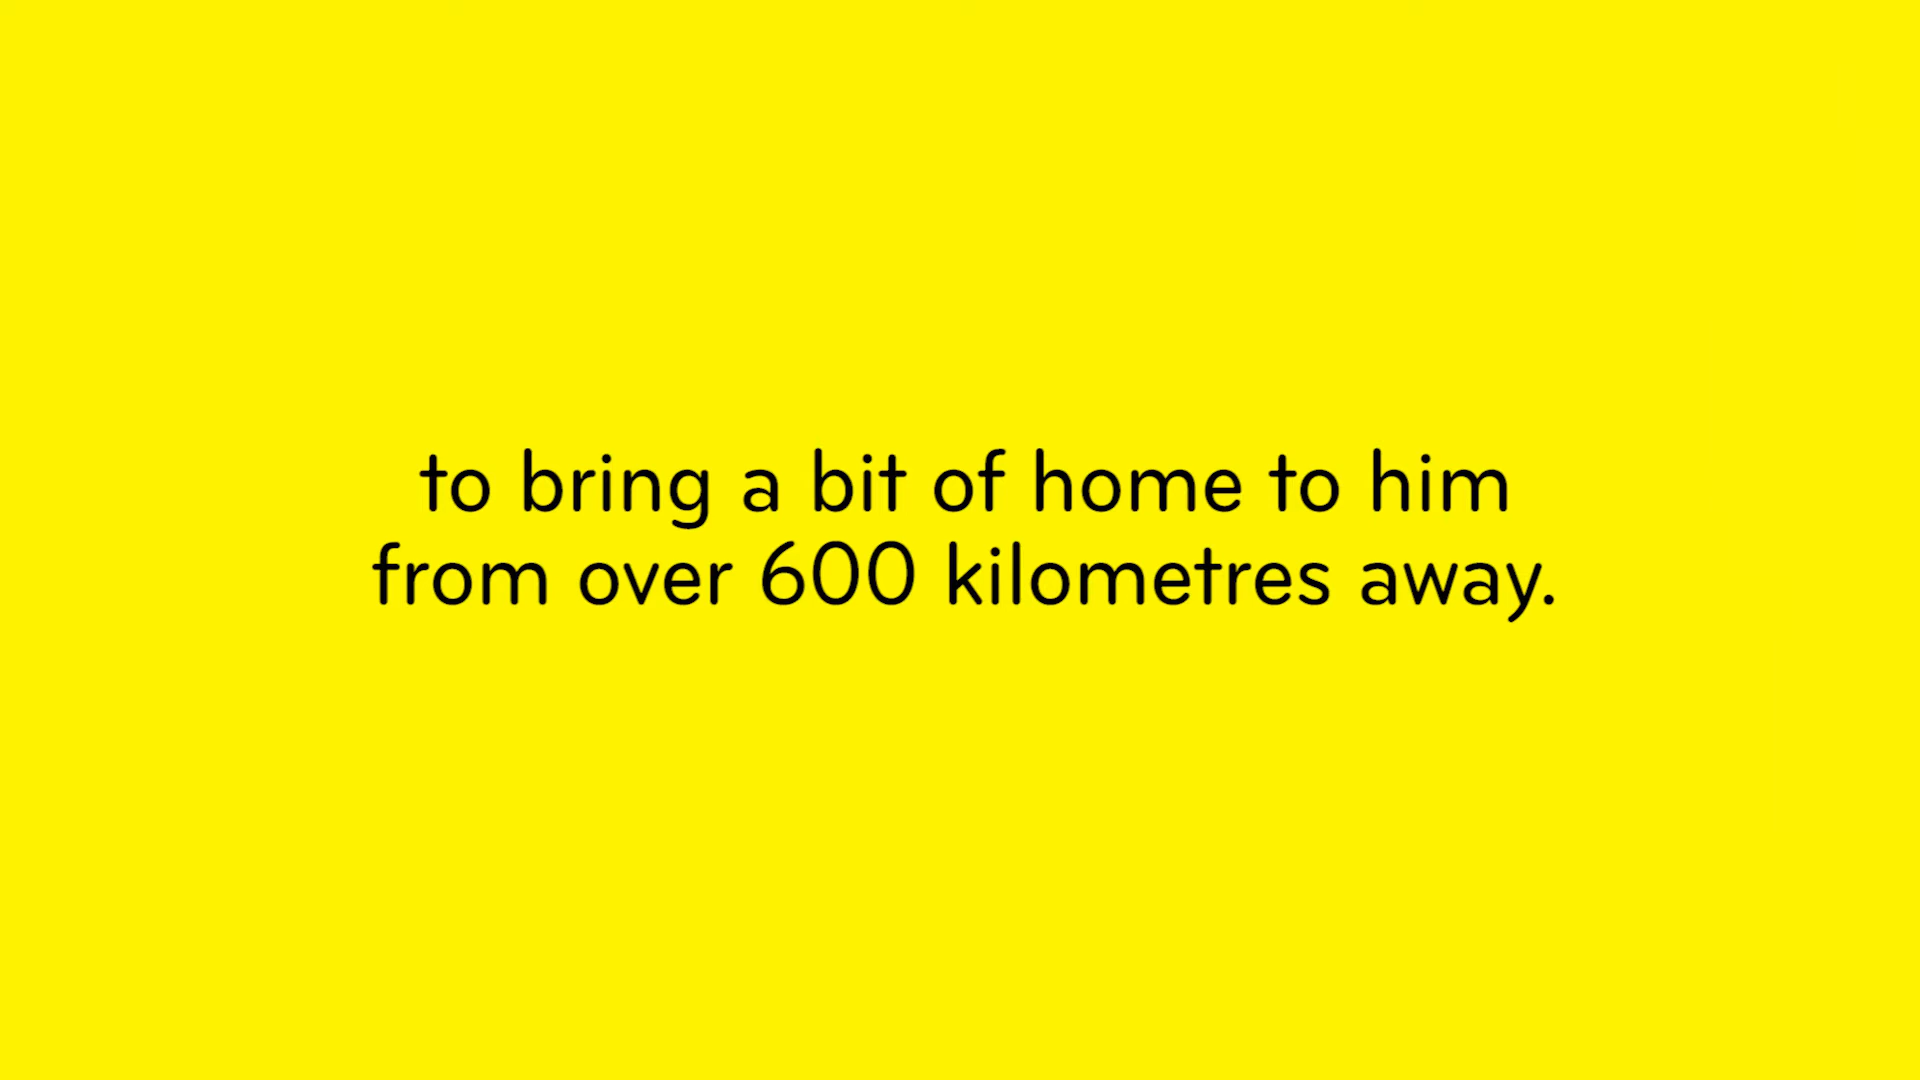 to bring a bit of home to him
from over 600 kilometres away.